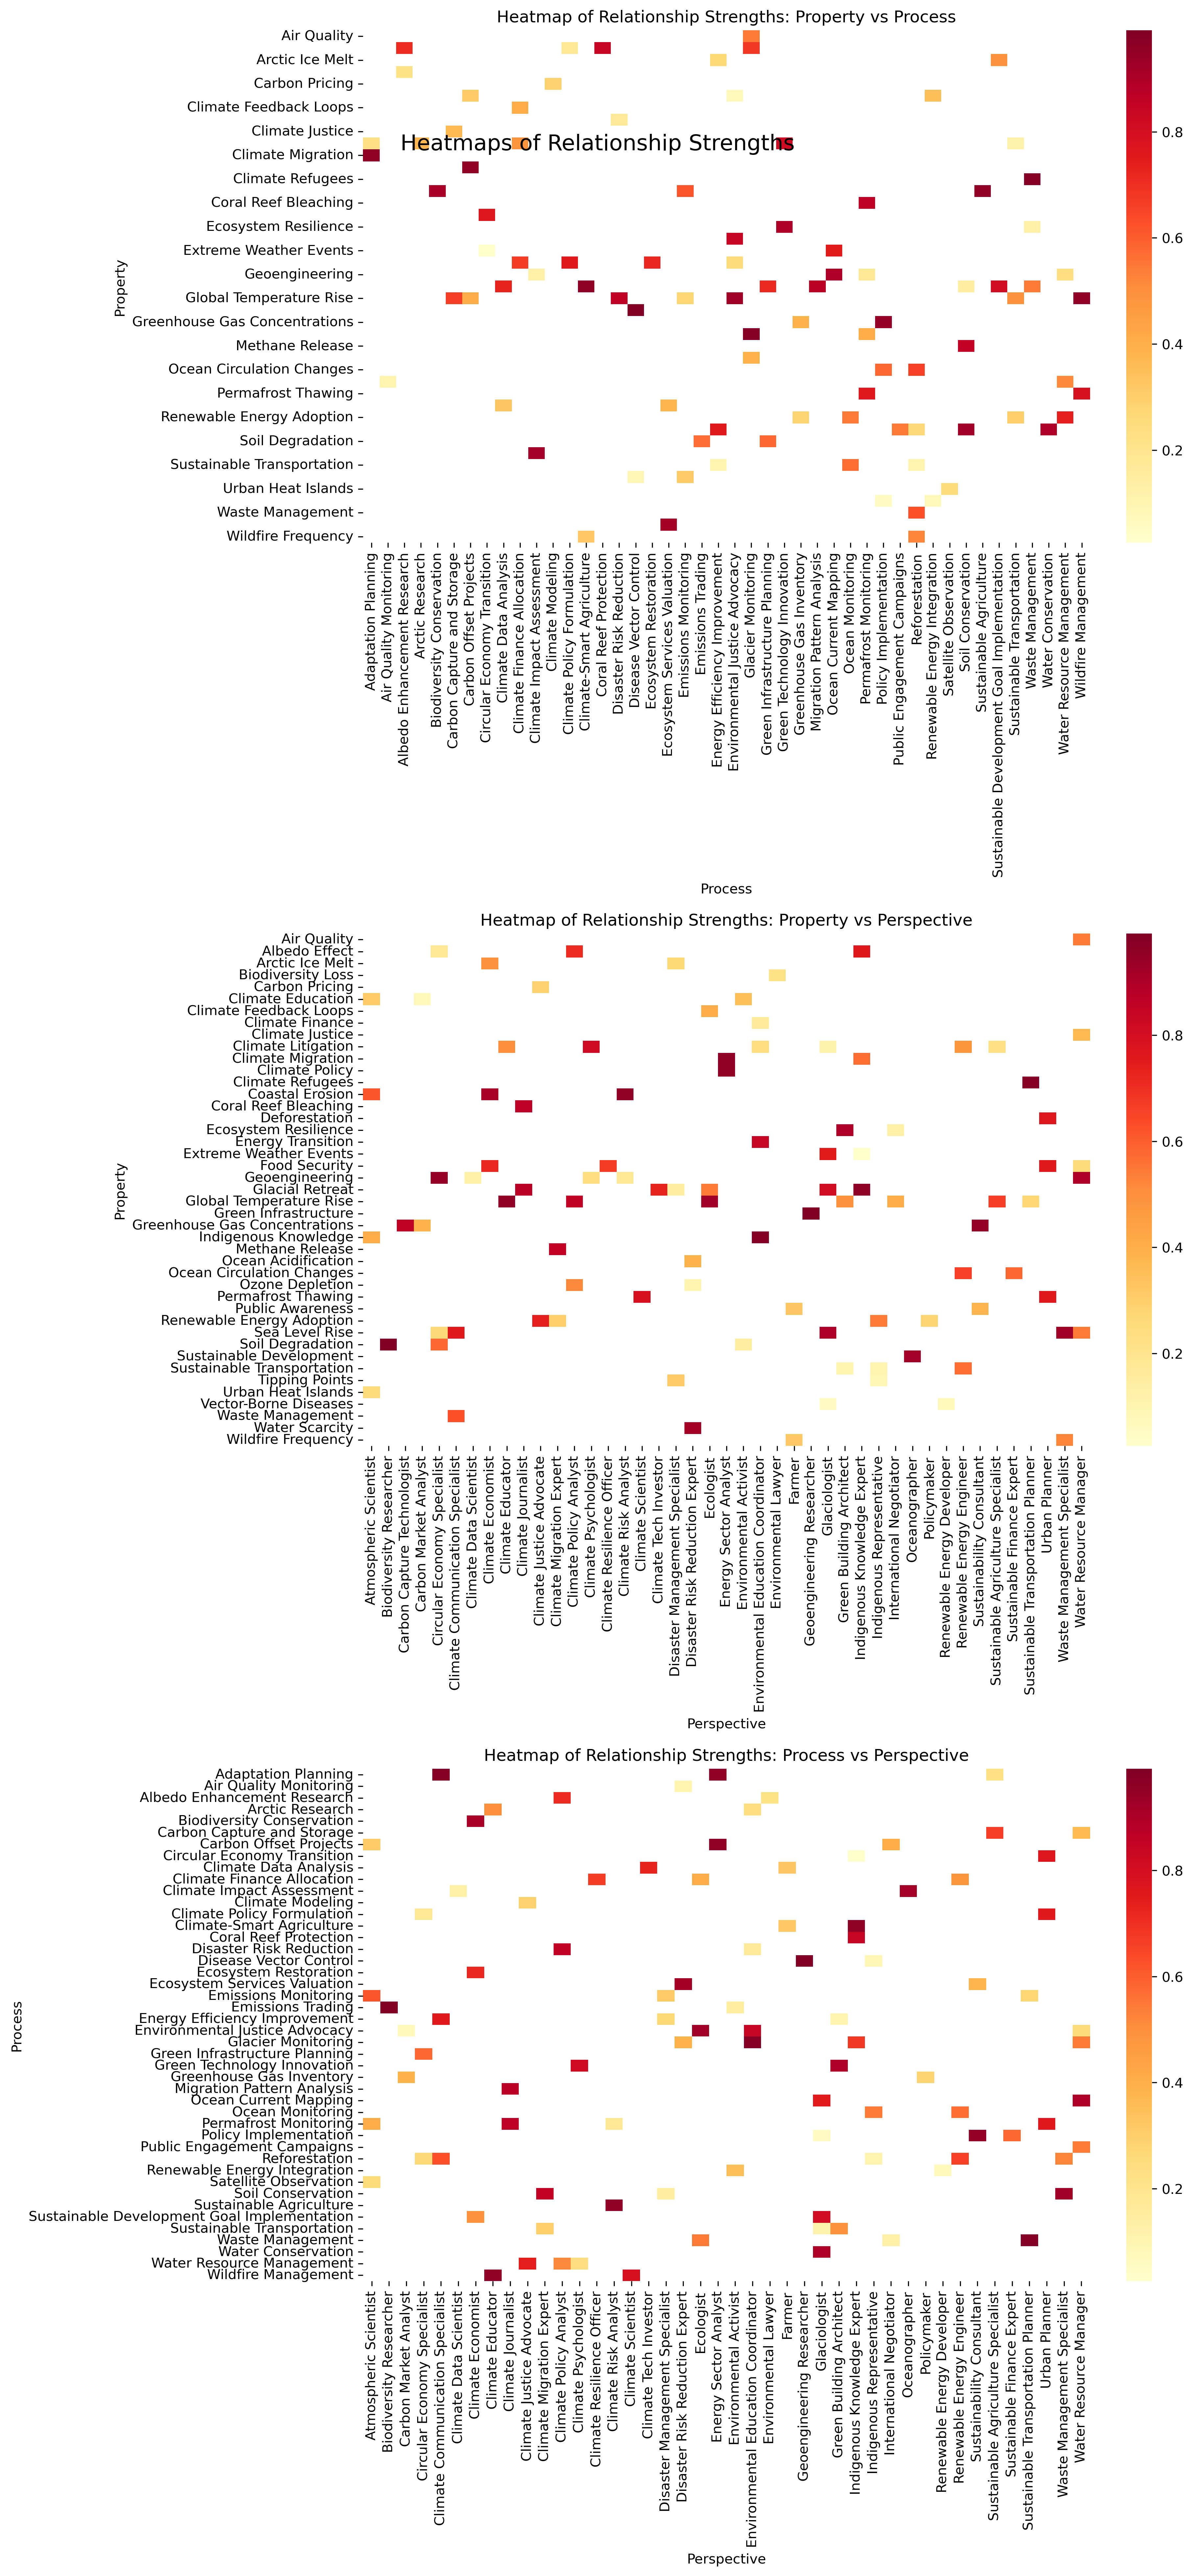 Heatmap of Relationship Strengths: Property vs Process
Heatmaps of Relationship Strengths
Property
Air Quality
Arctic Ice Melt
Carbon Pricing
Climate Feedback Loops
Climate Justice
Climate Migration
Climate Refugees
Coral Reef Bleaching
Ecosystem Resilience
Extreme Weather Events
Geoengineering
Global Temperature Rise
Greenhouse Gas Concentrations
Methane Release
Ocean Circulation Changes
Permafrost Thawing
Renewable Energy Adoption
Soil Degradation
Sustainable Transportation
Urban Heat Islands
Waste Management
Wildfire Frequency
Adaptation Planning
Air Quality Monitoring
Albedo Enhancement Research
Arctic Research
Biodiversity Conservation
Carbon Capture and Storage
Carbon Offset Projects
Circular Economy Transition
Climate Data Analysis
Climate Finance Allocation
Climate Impact Assessment
Climate Modeling
Climate Policy Formulation
Climate-Smart Agriculture
Coral Reef Protection
Disaster Risk Reduction
Disease Vector Control
Ecosystem Restoration
Ecosystem Services Valuation
Emissions Monitoring
Emissions Trading
Energy Efficiency Improvement
Environmental Justice Advocacy
Glacier Monitoring
Green Infrastructure Planning
Green Technology Innovation
Greenhouse Gas Inventory
Migration Pattern Analysis
Ocean Current Mapping
Ocean Monitoring
Permafrost Monitoring
Policy Implementation
Public Engagement Campaigns
Reforestation
Renewable Energy Integration
Satellite Observation
Soil Conservation
Sustainable Agriculture
Sustainable Development Goal Implementation
Sustainable Transportation
Waste Management
Water Conservation
Water Resource Management
Wildfire Management
Process
0.8
0.6
0.4
0.2
Heatmap of Relationship Strengths: Property vs Perspective
Property
Air Quality
Albedo Effect
Arctic Ice Melt
Biodiversity Loss
Carbon Pricing
Climate Education
Climate Feedback Loops
Climate Finance
Climate Justice
Climate Litigation
Climate Migration
Climate Policy
Climate Refugees
Coastal Erosion
Coral Reef Bleaching
Deforestation
Ecosystem Resilience
Energy Transition
Extreme Weather Events
Food Security
Geoengineering
Glacial Retreat
Global Temperature Rise
Green Infrastructure
Greenhouse Gas Concentrations
Indigenous Knowledge
Methane Release
Ocean Acidification
Ocean Circulation Changes
Ozone Depletion
Permafrost Thawing
Public Awareness
Renewable Energy Adoption
Sea Level Rise
Soil Degradation
Sustainable Development
Sustainable Transportation
Tipping Points
Urban Heat Islands
Vector-Borne Diseases
Waste Management
Water Scarcity
Wildfire Frequency
Atmospheric Scientist
Biodiversity Researcher
Carbon Capture Technologist
Carbon Market Analyst
Circular Economy Specialist
Climate Communication Specialist
Climate Data Scientist
Climate Economist
Climate Educator
Climate Journalist
Climate Justice Advocate
Climate Migration Expert
Climate Policy Analyst
Climate Psychologist
Climate Resilience Officer
Climate Risk Analyst
Climate Scientist
Climate Tech Investor
Disaster Management Specialist
Disaster Risk Reduction Expert
Ecologist
Energy Sector Analyst
Environmental Activist
Environmental Education Coordinator
Environmental Lawyer
Farmer
Geoengineering Researcher
Glaciologist
Green Building Architect
Indigenous Knowledge Expert
Indigenous Representative
International Negotiator
Oceanographer
Policymaker
Renewable Energy Developer
Renewable Energy Engineer
Sustainability Consultant
Sustainable Agriculture Specialist
Sustainable Finance Expert
Sustainable Transportation Planner
Urban Planner
Waste Management Specialist
Water Resource Manager
Perspective
0.8
0.6
0.4
0.2
Heatmap of Relationship Strengths: Process vs Perspective
Process
Adaptation Planning
Air Quality Monitoring
Albedo Enhancement Research
Arctic Research
Biodiversity Conservation
Carbon Capture and Storage
Carbon Offset Projects
Circular Economy Transition
Climate Data Analysis
Climate Finance Allocation
Climate Impact Assessment
Climate Modeling
Climate Policy Formulation
Climate-Smart Agriculture
Coral Reef Protection
Disaster Risk Reduction
Disease Vector Control
Ecosystem Restoration
Ecosystem Services Valuation
Emissions Monitoring
Emissions Trading
Energy Efficiency Improvement
Environmental Justice Advocacy
Glacier Monitoring
Green Infrastructure Planning
Green Technology Innovation
Greenhouse Gas Inventory
Migration Pattern Analysis
Ocean Current Mapping
Ocean Monitoring
Permafrost Monitoring
Policy Implementation
Public Engagement Campaigns
Reforestation
Renewable Energy Integration
Satellite Observation
Soil Conservation
Sustainable Agriculture
Sustainable Development Goal Implementation
Sustainable Transportation
Waste Management
Water Conservation
Water Resource Management
Wildfire Management
Atmospheric Scientist
Biodiversity Researcher
Carbon Market Analyst
Circular Economy Specialist
Climate Communication Specialist
Climate Data Scientist
Climate Economist
Climate Educator
Climate Journalist
Climate Justice Advocate
Climate Migration Expert
Climate Policy Analyst
Climate Psychologist
Climate Resilience Officer
Climate Risk Analyst
Climate Scientist
Climate Tech Investor
Disaster Management Specialist
Disaster Risk Reduction Expert
Ecologist
Energy Sector Analyst
Environmental Activist
Environmental Education Coordinator
Environmental Lawyer
Farmer
Geoengineering Researcher
Glaciologist
Green Building Architect
Indigenous Knowledge Expert
Indigenous Representative
International Negotiator
Oceanographer
Policymaker
Renewable Energy Developer
Renewable Energy Engineer
Sustainability Consultant
Sustainable Agriculture Specialist
Sustainable Finance Expert
Sustainable Transportation Planner
Urban Planner
Waste Management Specialist
Water Resource Manager
Perspective
0.8
0.6
0.4
0.2